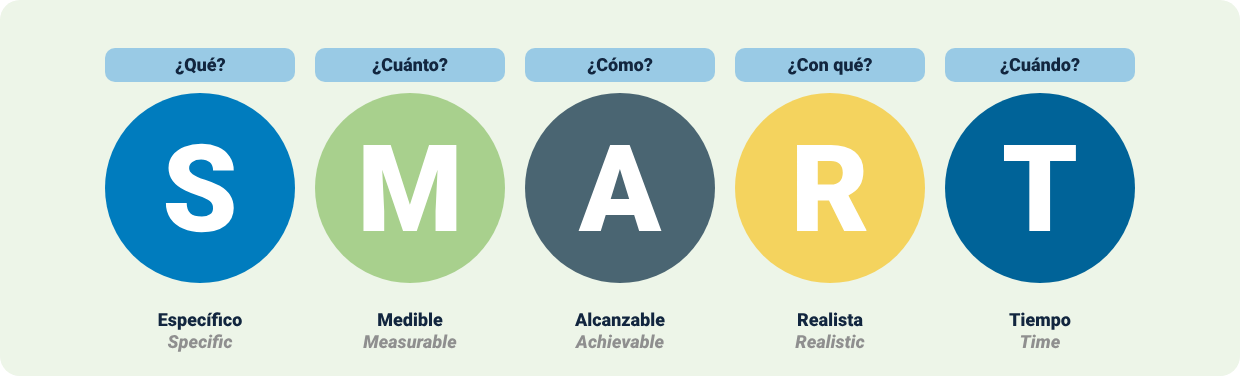 ¿Qué? ¿Cuánto? ¿Cómo? ¿Con qué? ¿Cuándo?
S M A R T
Específico Medible Alcanzable Realista Tiempo
Specific Measurable Achievable Realistic Time